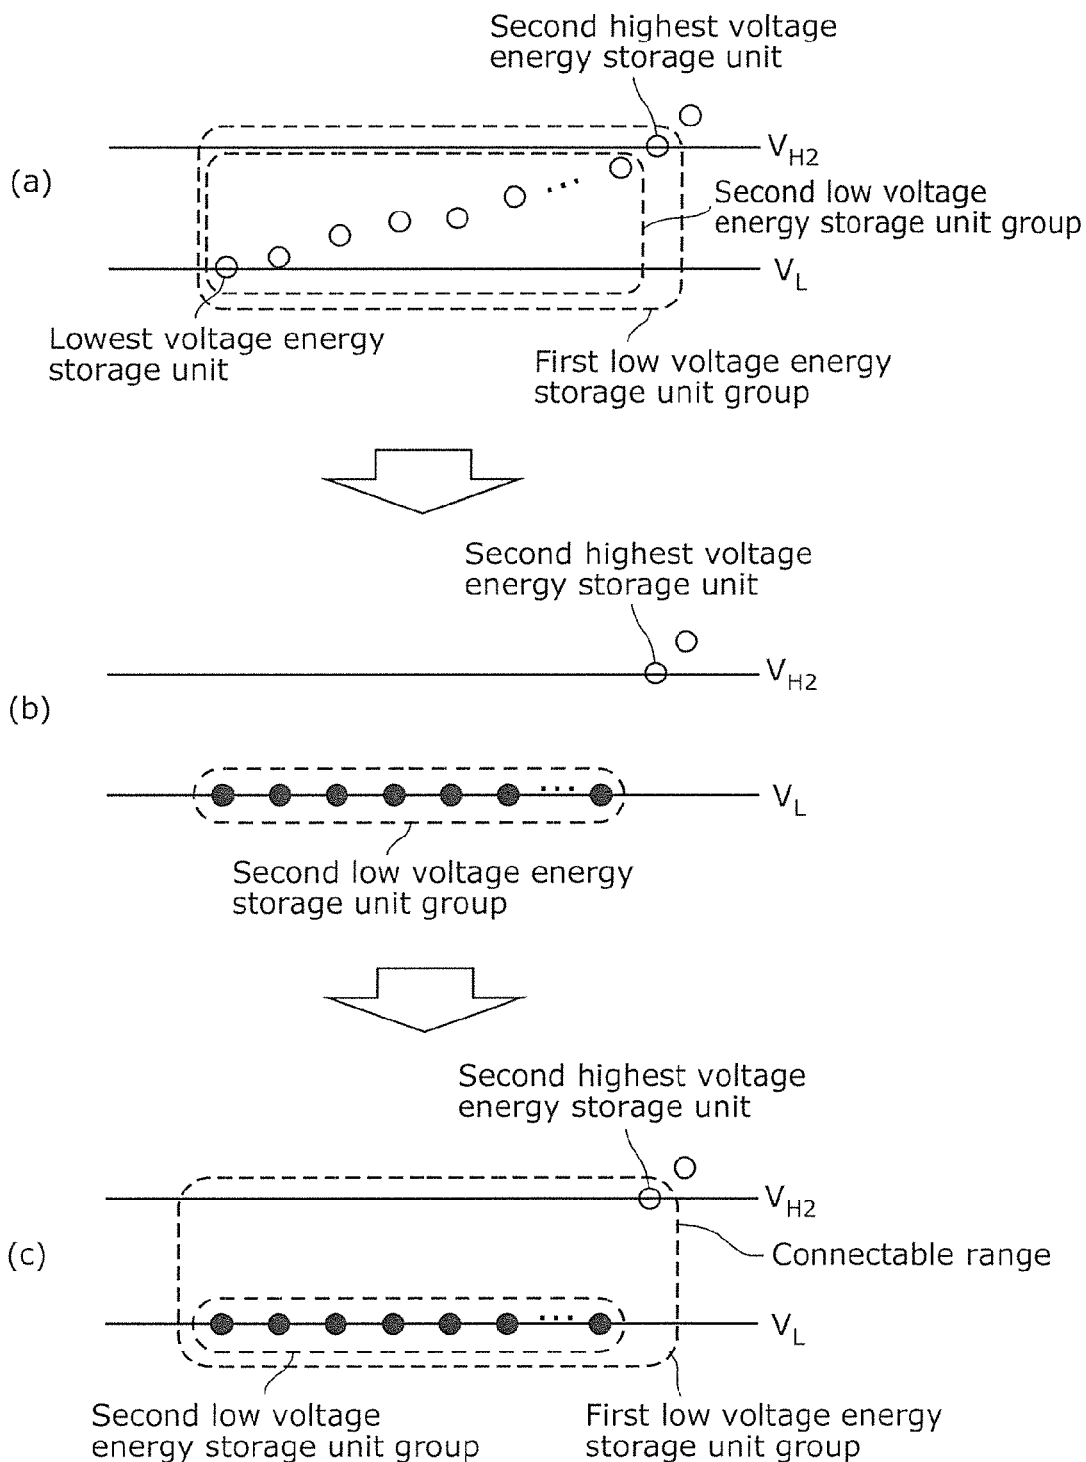 Second highest voltage
energy storage unit
V_H2
(a)
Second low voltage
energy storage unit group
V_L
Lowest voltage energy
storage unit
First low voltage energy
storage unit group
Second highest voltage
energy storage unit
V_H2
(b)
V_L
Second low voltage energy
storage unit group
Second highest voltage
energy storage unit
V_H2
(c)
Connectable range
V_L
Second low voltage
energy storage unit group
First low voltage energy
storage unit group